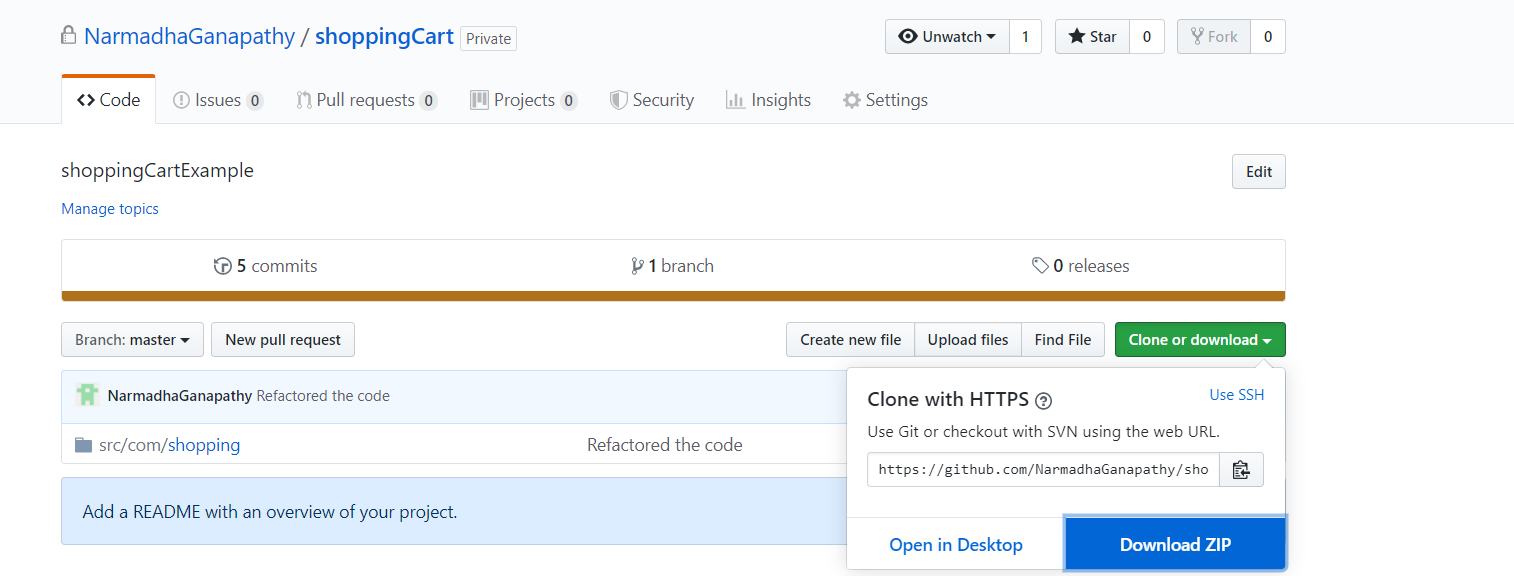 NarmadhaGanapathy / shoppingCart Private
Unwatch 1 Star 0 Fork 0
Code Issues 0 Pull requests 0 Projects 0 Security Insights Settings
shoppingCartExample
Edit
Manage topics
5 commits 1 branch 0 releases
Branch: master New pull request Create new file Upload files Find File Clone or download
NarmadhaGanapathy Refactored the code
src/com/shopping Refactored the code
Add a README with an overview of your project.
Clone with HTTPS ? Use SSH
Use Git or checkout with SVN using the web URL.
https://github.com/NarmadhaGanapathy/sho
Open in Desktop Download ZIP